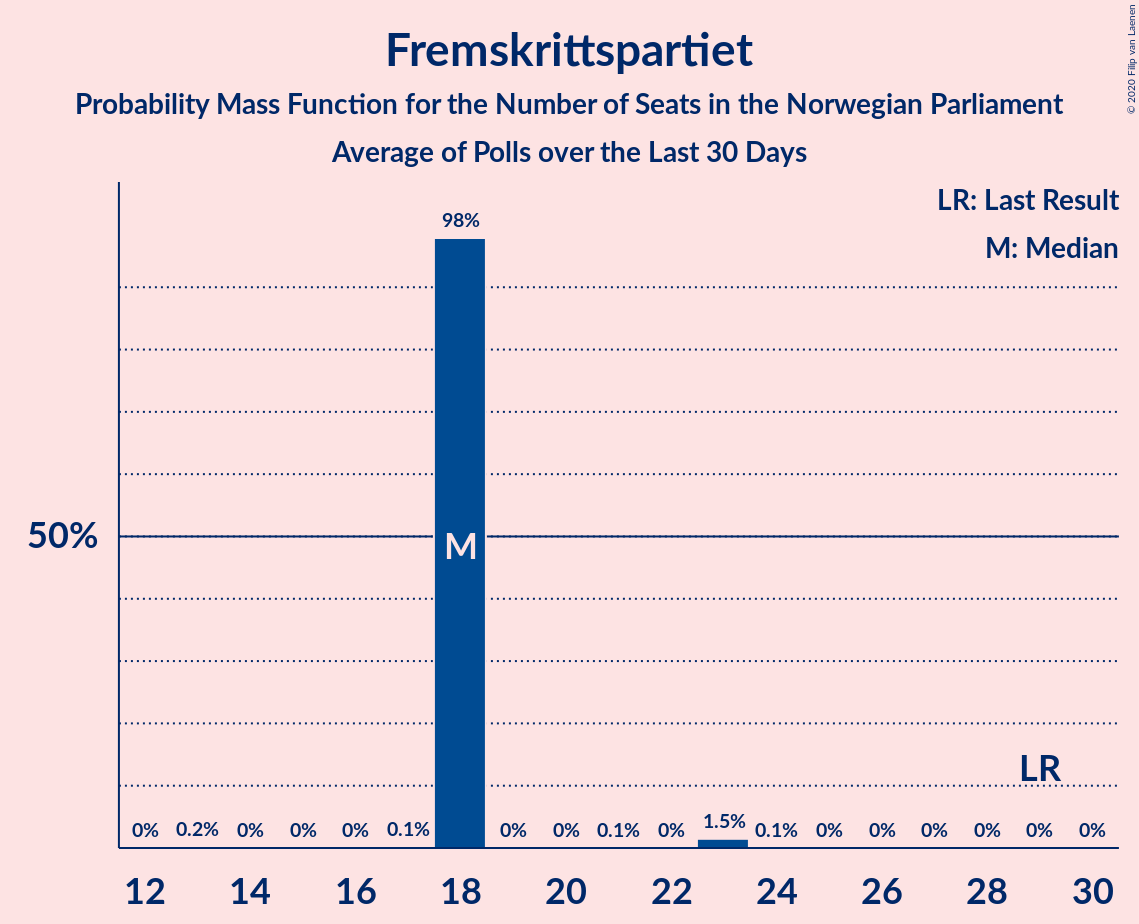 Fremskrittspartiet
Probability Mass Function for the Number of Seats in the Norwegian Parliament
Average of Polls over the Last 30 Days
© 2020 Filip van Laenen
LR: Last Result
M: Median
98%
50%
M
LR
0% 0.2% 0% 0% 0% 0.1% 0% 0% 0.1% 0% 1.5% 0.1% 0% 0% 0% 0% 0% 0%
12 14 16 18 20 22 24 26 28 30